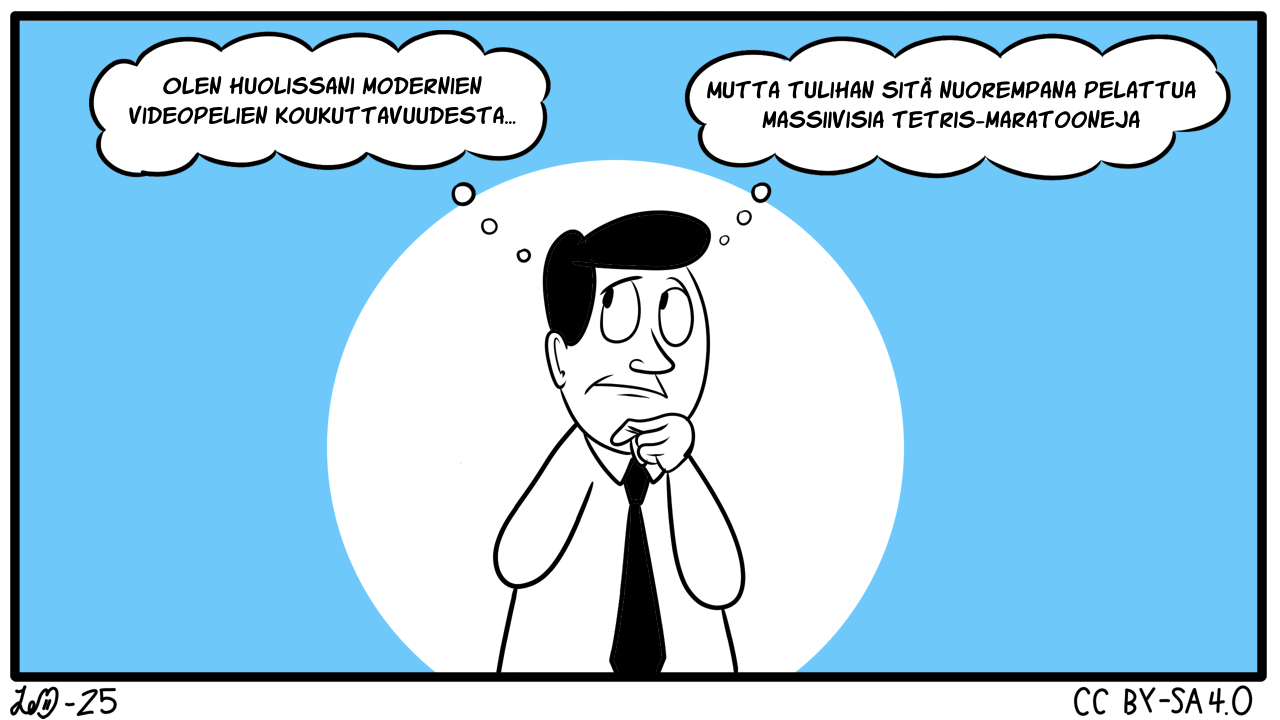 OLEN HUOLISSANI MODERNIEN
VIDEOPELIEN KOUKUTTAVUUDESTA...
MUTTA TULIHAN SITÄ NUOREMPANA PELATTUA
MASSIIVISIA TETRIS-MARATOONEJA
-25
CC BY-SA 4.0